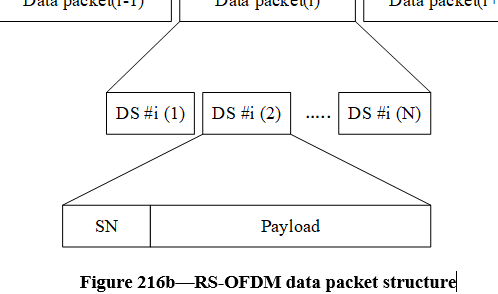 Data packet(i-1) Data packet(i) Data packet(i+
DS #i (1) DS #i (2) ..... DS #i (N)
SN Payload
Figure 216b—RS-OFDM data packet structure